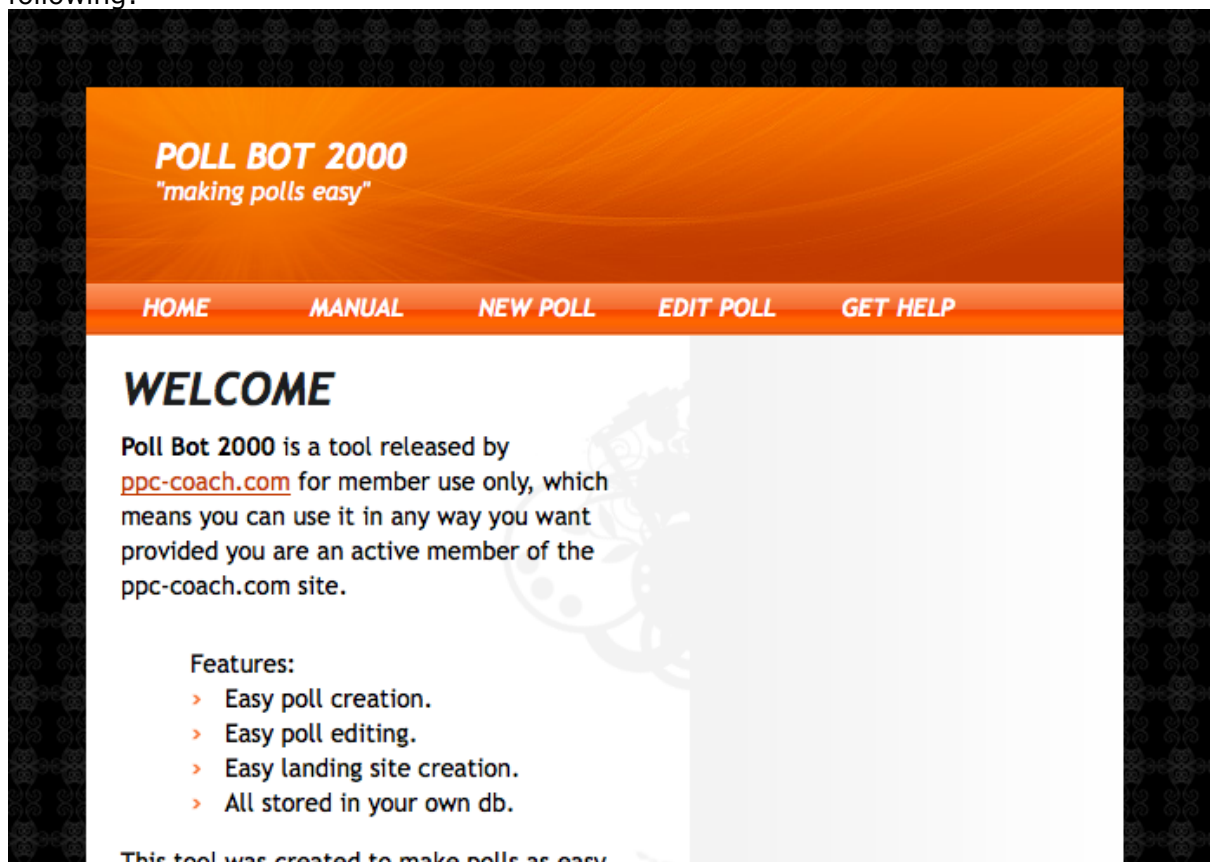 following:
POLL BOT 2000
"making polls easy"
HOME MANUAL NEW POLL EDIT POLL GET HELP
WELCOME
Poll Bot 2000 is a tool released by
ppc-coach.com for member use only, which
means you can use it in any way you want
provided you are an active member of the
ppc-coach.com site.
Features:
› Easy poll creation.
› Easy poll editing.
› Easy landing site creation.
› All stored in your own db.
This tool was created to make polls as easy